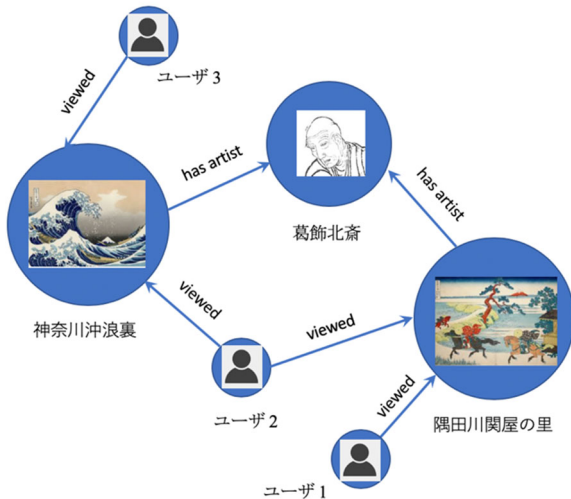 ユーザ3
viewed
has artist
葛飾北斎
has artist
神奈川沖浪裏
viewed
viewed
ユーザ2
viewed
隅田川関屋の里
ユーザ1